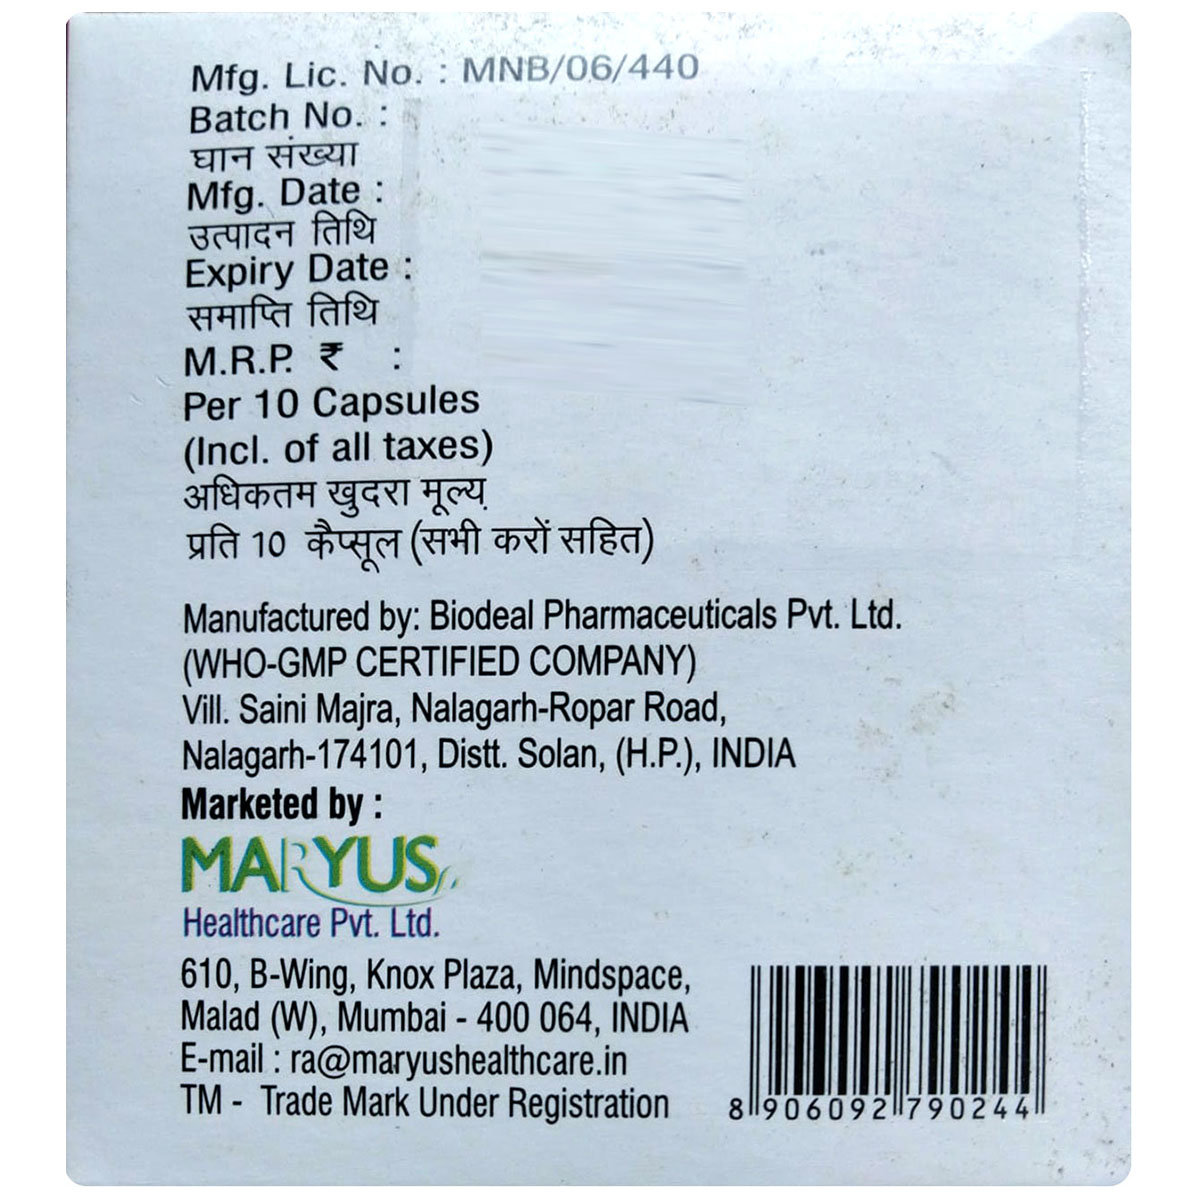 Mfg. Lic. No. : MNB/06/440
Batch No. :
घान संख्या
Mfg. Date :
उत्पादन तिथि
Expiry Date :
समाप्ति तिथि
M.R.P. ₹ :
Per 10 Capsules
(Incl. of all taxes)
अधिकतम खुदरा मूल्य
प्रति 10 कैप्सूल (सभी करों सहित)
Manufactured by: Biodeal Pharmaceuticals Pvt. Ltd.
(WHO-GMP CERTIFIED COMPANY)
Vill. Saini Majra, Nalagarh-Ropar Road,
Nalagarh-174101, Distt. Solan, (H.P.), INDIA
Marketed by :
MARYUS
Healthcare Pvt. Ltd.
610, B-Wing, Knox Plaza, Mindspace,
Malad (W), Mumbai - 400 064, INDIA
E-mail : ra@maryushealthcare.in
TM - Trade Mark Under Registration
8 906092 790244